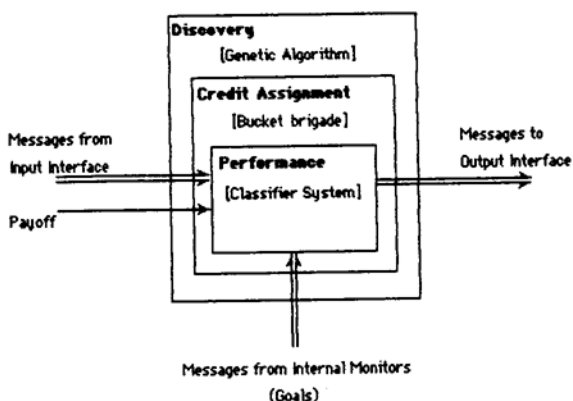 Discovery
[Genetic Algorithm]
Credit Assignment
[Bucket brigade]
Messages from
Input Interface
Performance
[Classifier System]
Messages to
Output Interface
Payoff
Messages from Internal Monitors
(Goals)